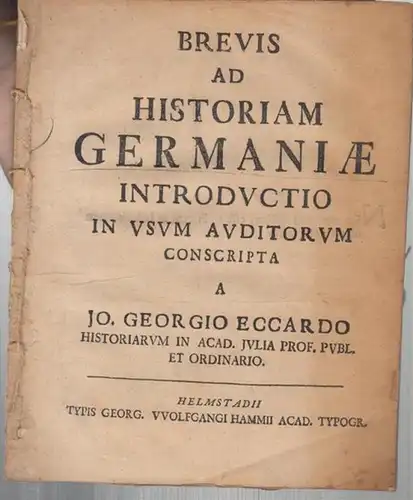 BREVIS
AD
HISTORIAM
GERMANIÆ
INTRODVCTIO
IN VSVM AVDITORVM
CONSCRIPTA
A
JO. GEORGIO ECCARDO
HISTORIARVM IN ACAD. JVLIA PROF. PVBL.
ET ORDINARIO.
HELMSTADII
TYPIS GEORG. VVOLFGANGI HAMMII ACAD. TYPOGR.